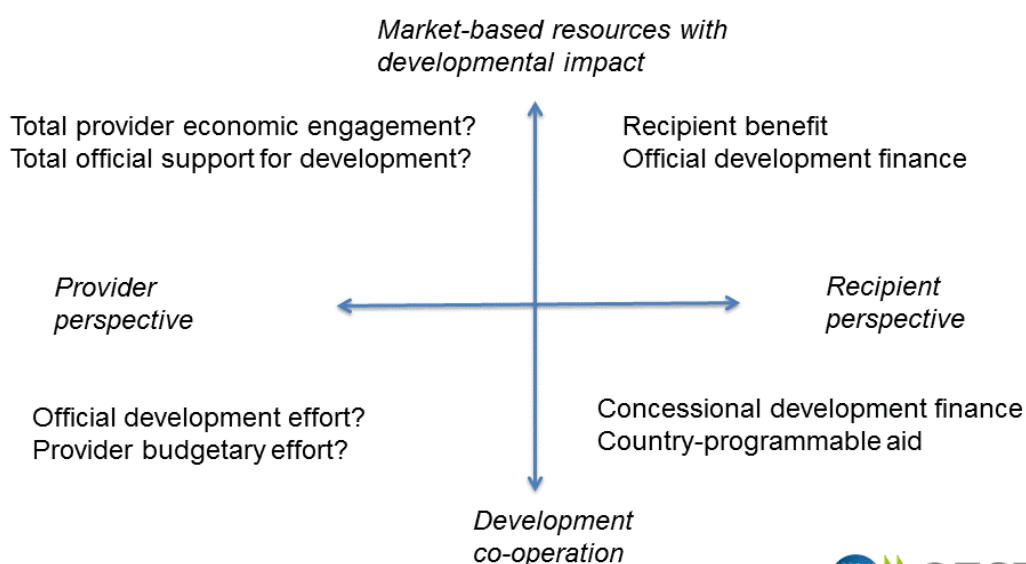 Market-based resources with
developmental impact
Total provider economic engagement?
Total official support for development?
Recipient benefit
Official development finance
Provider
perspective
Recipient
perspective
Official development effort?
Provider budgetary effort?
Concessional development finance
Country-programmable aid
Development
co-operation